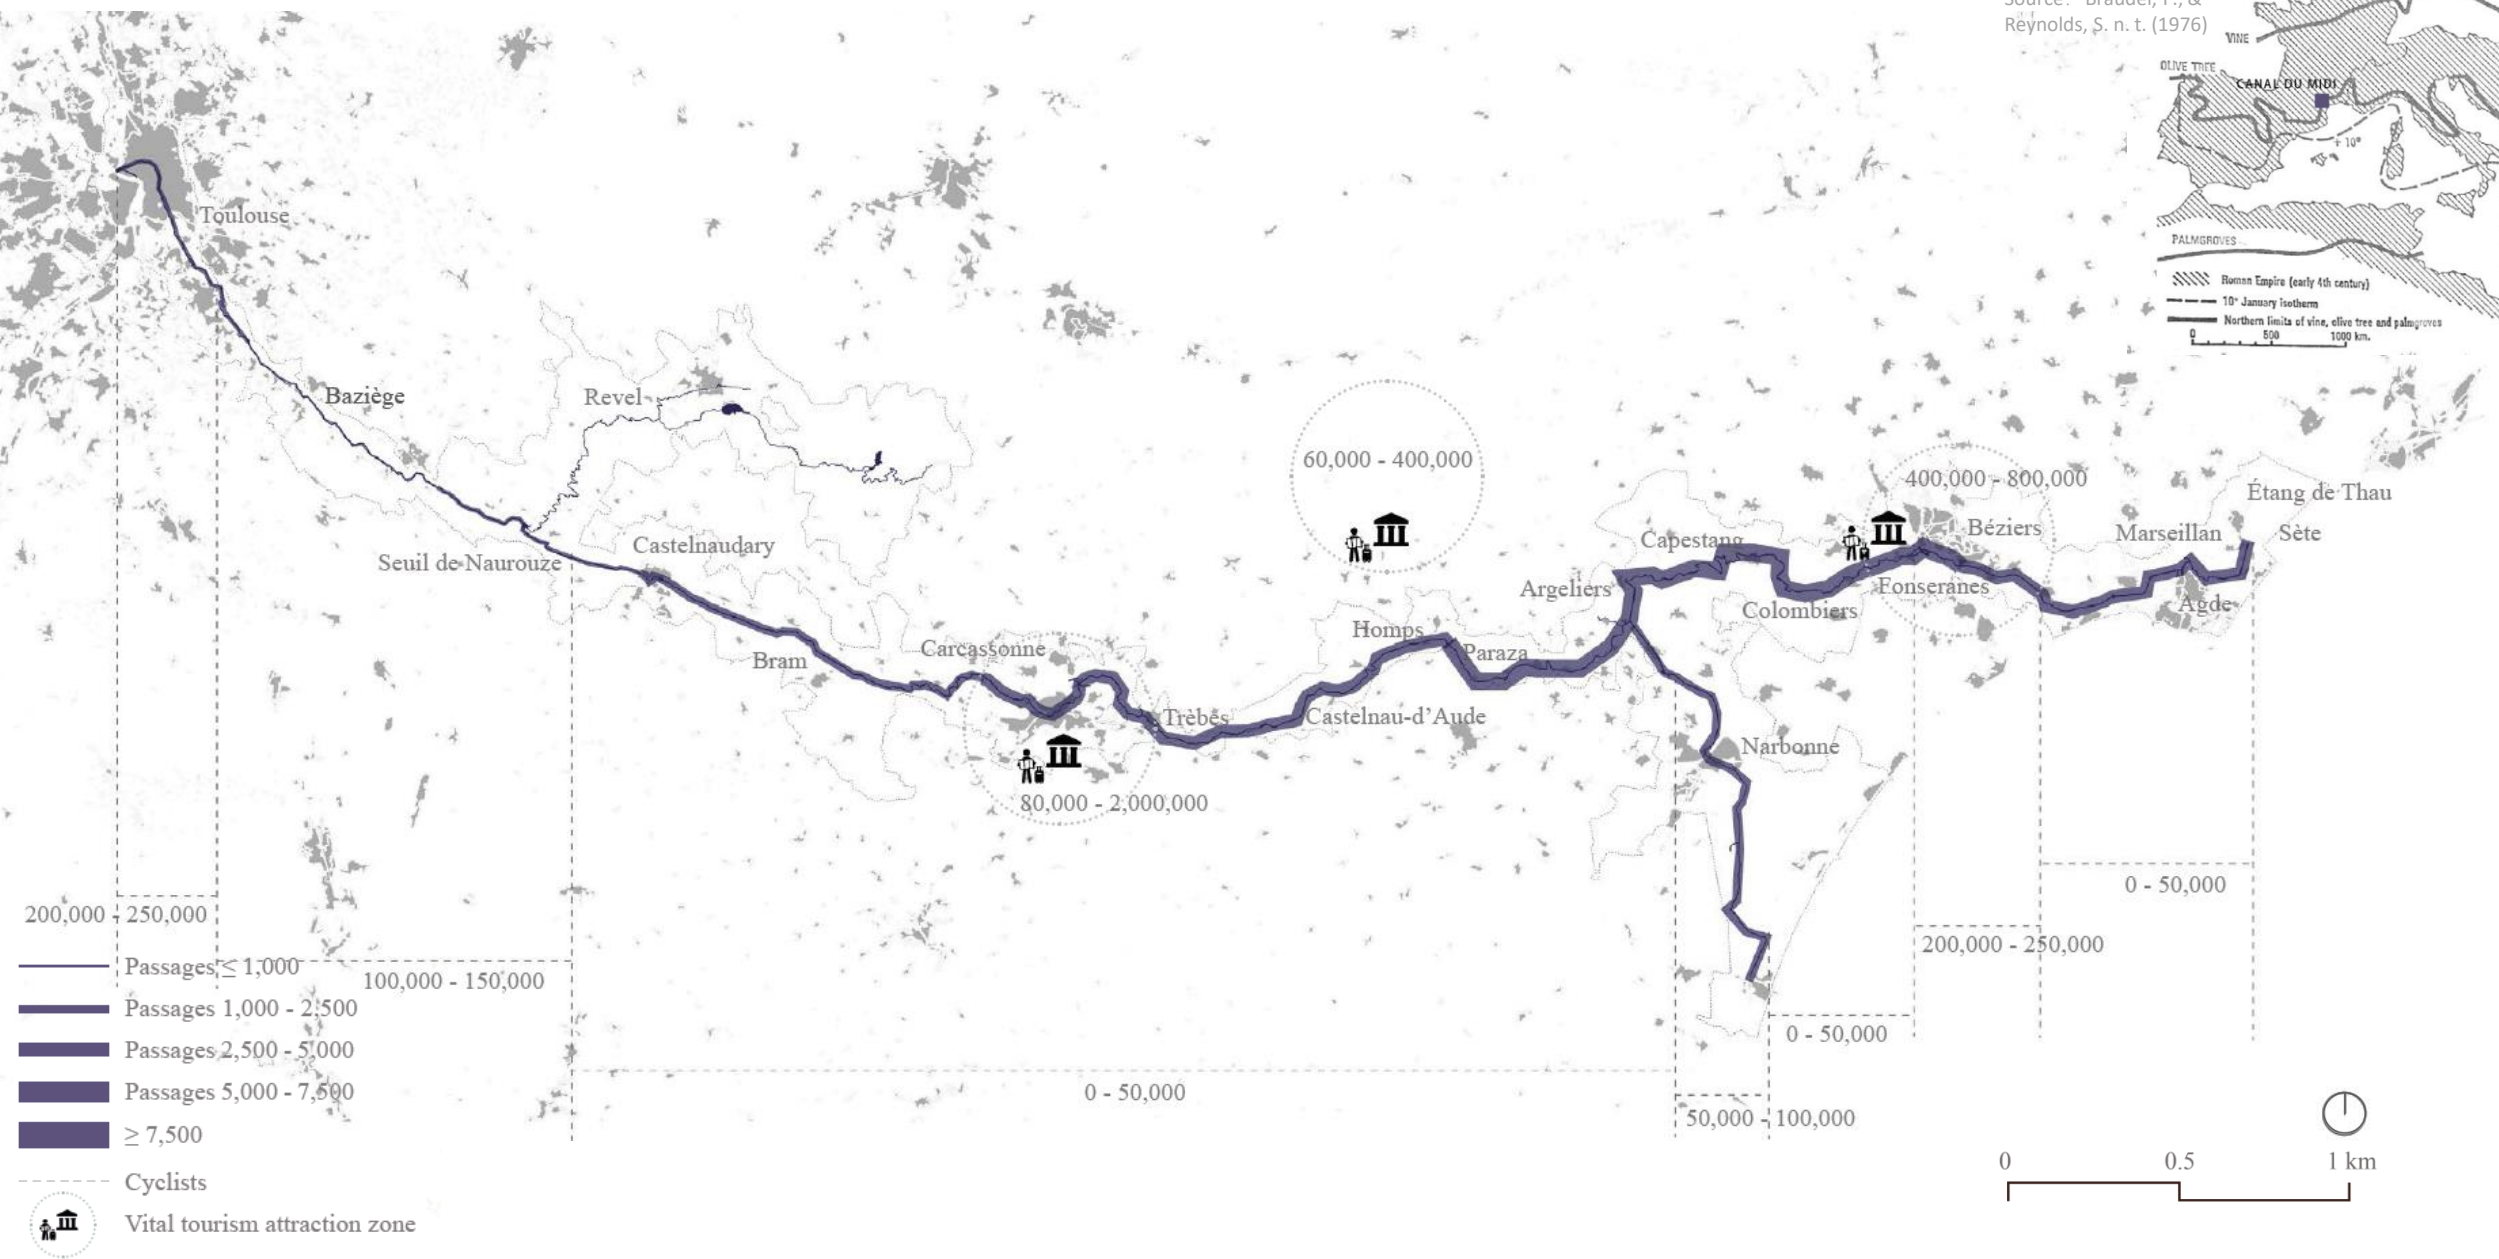 Source: Braudel, F., &
Reynolds, S. n. t. (1976)
VINE
OLIVE TREE
CANAL DU MIDI
+ 10°
PALMGROVES
Roman Empire (early 4th century)
10° January isotherm
Northern limits of vine, olive tree and palmgroves
0 500 1000 km.
Toulouse
Baziège
Revel
60,000 - 400,000
400,000 - 800,000
Étang de Thau
Seuil de Naurouze
Castelnaudary
Capestang
Béziers
Marseillan
Sète
Argeliers
Fonseranes
Colombiers
Agde
Bram
Carcassonne
Homps
Paraza
Trèbes
Castelnau-d’Aude
Narbonne
80,000 - 2,000,000
0 - 50,000
200,000 - 250,000
200,000 - 250,000
100,000 - 150,000
0 - 50,000
0 - 50,000
50,000 - 100,000
Passages ≤ 1,000
Passages 1,000 - 2,500
Passages 2,500 - 5,000
Passages 5,000 - 7,500
≥ 7,500
Cyclists
Vital tourism attraction zone
0 0.5 1 km